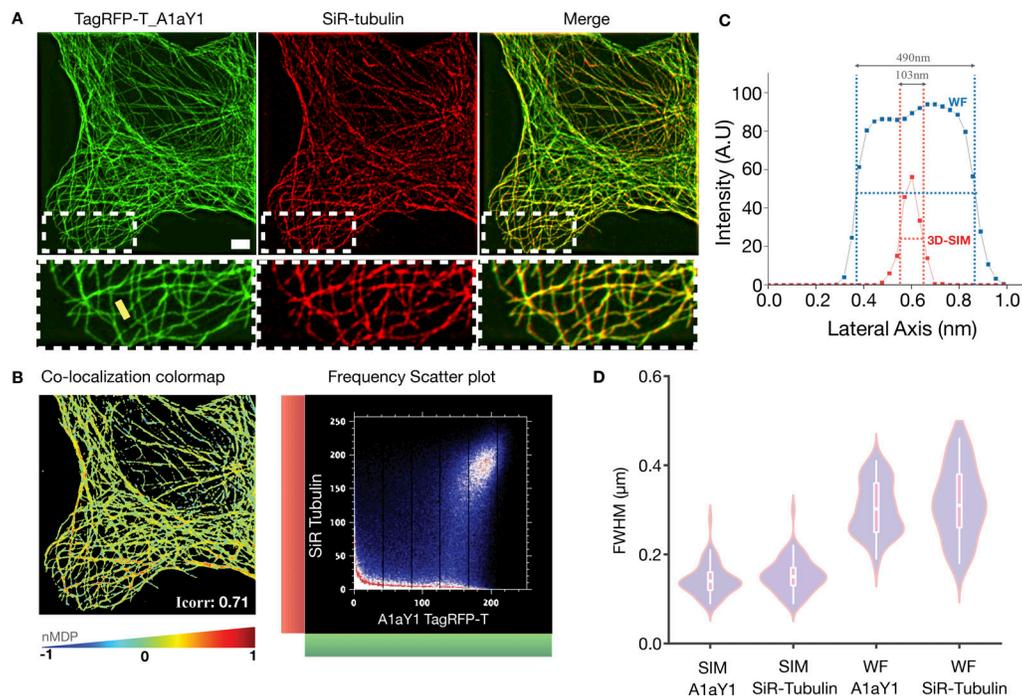 A
TagRFP-T_A1aY1
SiR-tubulin
Merge
B
Co-localization colormap
Icorr: 0.71
nMDP
-1 0 1
Frequency Scatter plot
SiR Tubulin
250
200
150
100
50
0
0 100 200
A1aY1 TagRFP-T
C
490nm
103nm
WF
3D-SIM
Intensity (A.U)
100
80
60
40
20
0
0.0 0.2 0.4 0.6 0.8 1.0
Lateral Axis (nm)
D
FWHM (µm)
0.6
0.4
0.2
0.0
SIM
A1aY1
SIM
SiR-Tubulin
WF
A1aY1
WF
SiR-Tubulin